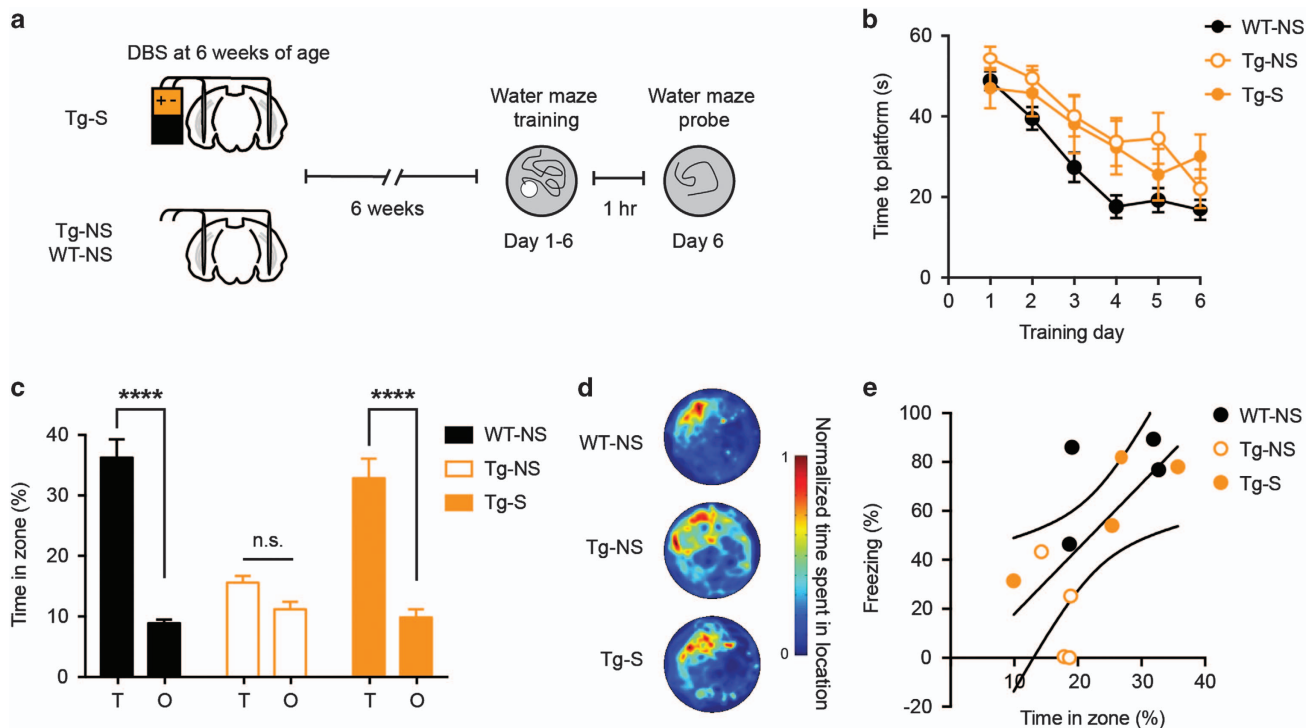 a
DBS at 6 weeks of age
Tg-S
+ -
Tg-NS
WT-NS
6 weeks
Water maze
training
Day 1-6
1 hr
Water maze
probe
Day 6
b
Time to platform (s)
60
40
20
0
0 1 2 3 4 5 6
Training day
WT-NS
Tg-NS
Tg-S
c
Time in zone (%)
40
30
20
10
0
****
n.s.
****
T O T O T O
WT-NS
Tg-NS
Tg-S
d
WT-NS
Tg-NS
Tg-S
1
0
Normalized time spent in location
e
Freezing (%)
100
80
60
40
20
0
-20
10 20 30 40
Time in zone (%)
WT-NS
Tg-NS
Tg-S